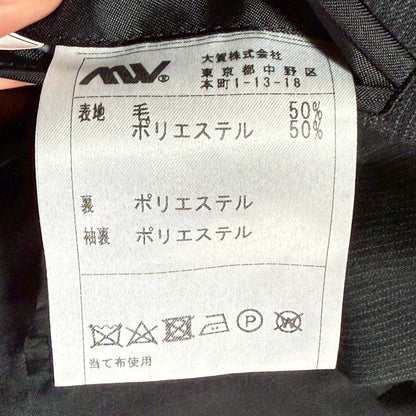 MW® 大賀株式会社
東京都中野区
本町1-13-18
表地 毛 50%
ポリエステル 50%
裏 ポリエステル
袖裏 ポリエステル
P W
当て布使用